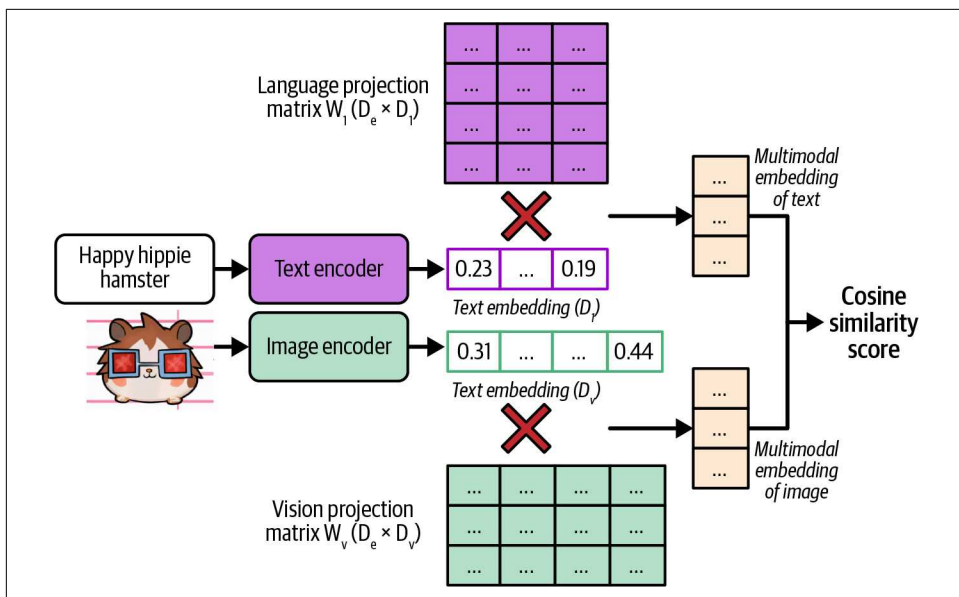 ... ... ...
... ... ...
... ... ...
... ... ...
Language projection
matrix W₁ (Dₑ × D₁)
Multimodal
embedding
of text
...
...
...
Happy hippie
hamster
Text encoder
0.23 ... 0.19
Text embedding (D₁)
Image encoder
0.31 ... ... 0.44
Text embedding (Dᵥ)
Cosine
similarity
score
...
...
...
Multimodal
embedding
of image
Vision projection
matrix Wᵥ (Dₑ × Dᵥ)
... ... ... ...
... ... ... ...
... ... ... ...